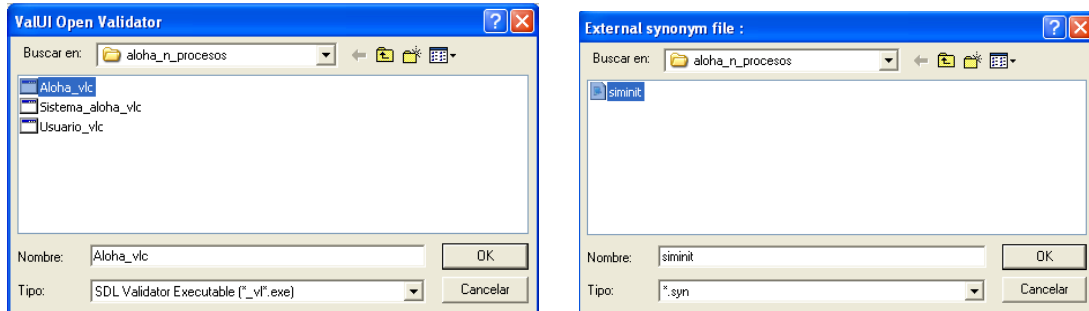 ValUI Open Validator
Buscar en: aloha_n_procesos
Aloha_vlc
Sistema_aloha_vlc
Usuario_vlc
Nombre: Aloha_vlc OK
Tipo: SDL Validator Executable (*_vl*.exe) Cancelar
External synonym file :
Buscar en: aloha_n_procesos
siminit
Nombre: siminit OK
Tipo: *.syn Cancelar